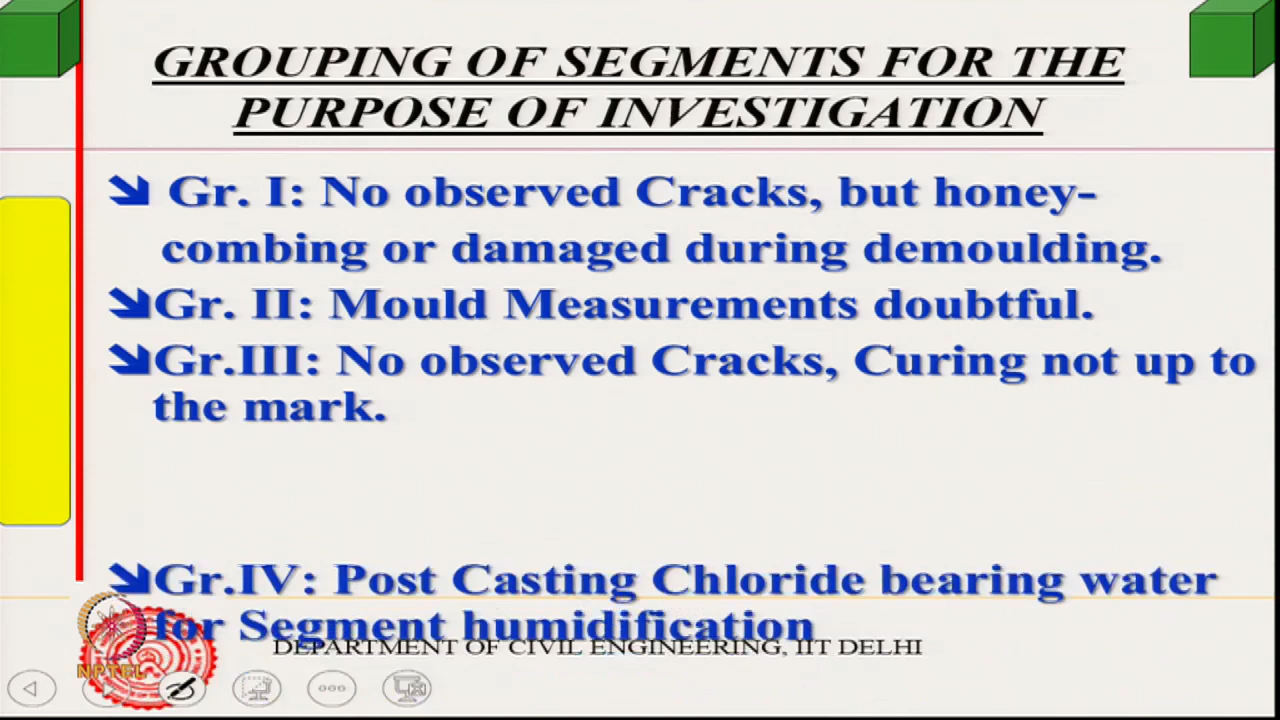 GROUPING OF SEGMENTS FOR THE
PURPOSE OF INVESTIGATION
Gr. I: No observed Cracks, but honey-
combing or damaged during demoulding.
Gr. II: Mould Measurements doubtful.
Gr.III: No observed Cracks, Curing not up to
the mark.
Gr.IV: Post Casting Chloride bearing water
for Segment humidification
DEPARTMENT OF CIVIL ENGINEERING, IIT DELHI
NPTEL